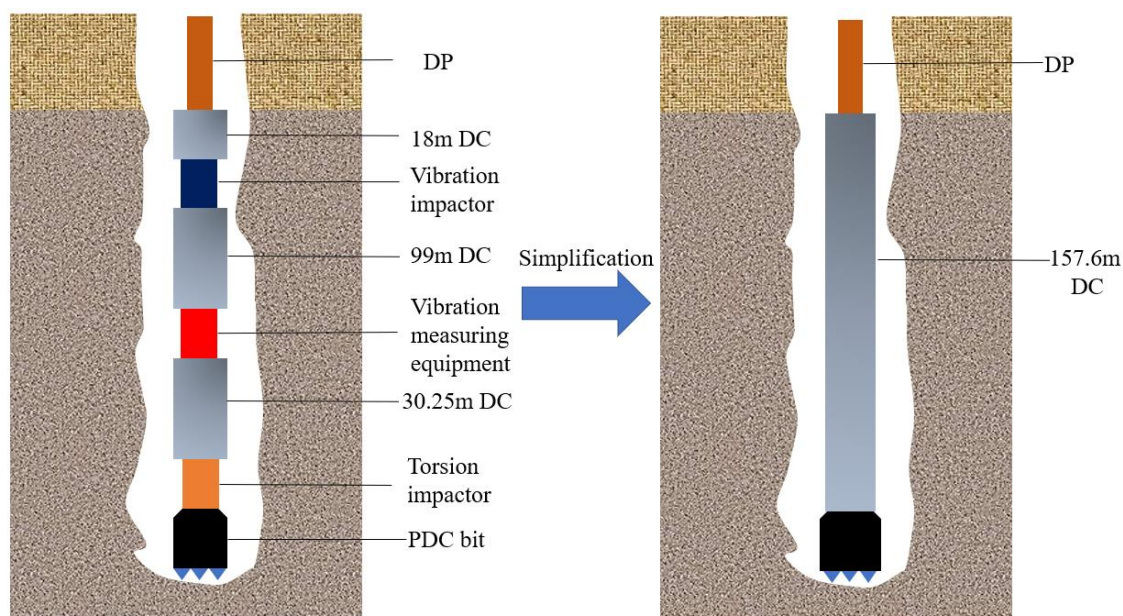 DP
18m DC
Vibration
impactor
99m DC
Vibration
measuring
equipment
30.25m DC
Torsion
impactor
PDC bit
Simplification
DP
157.6m
DC